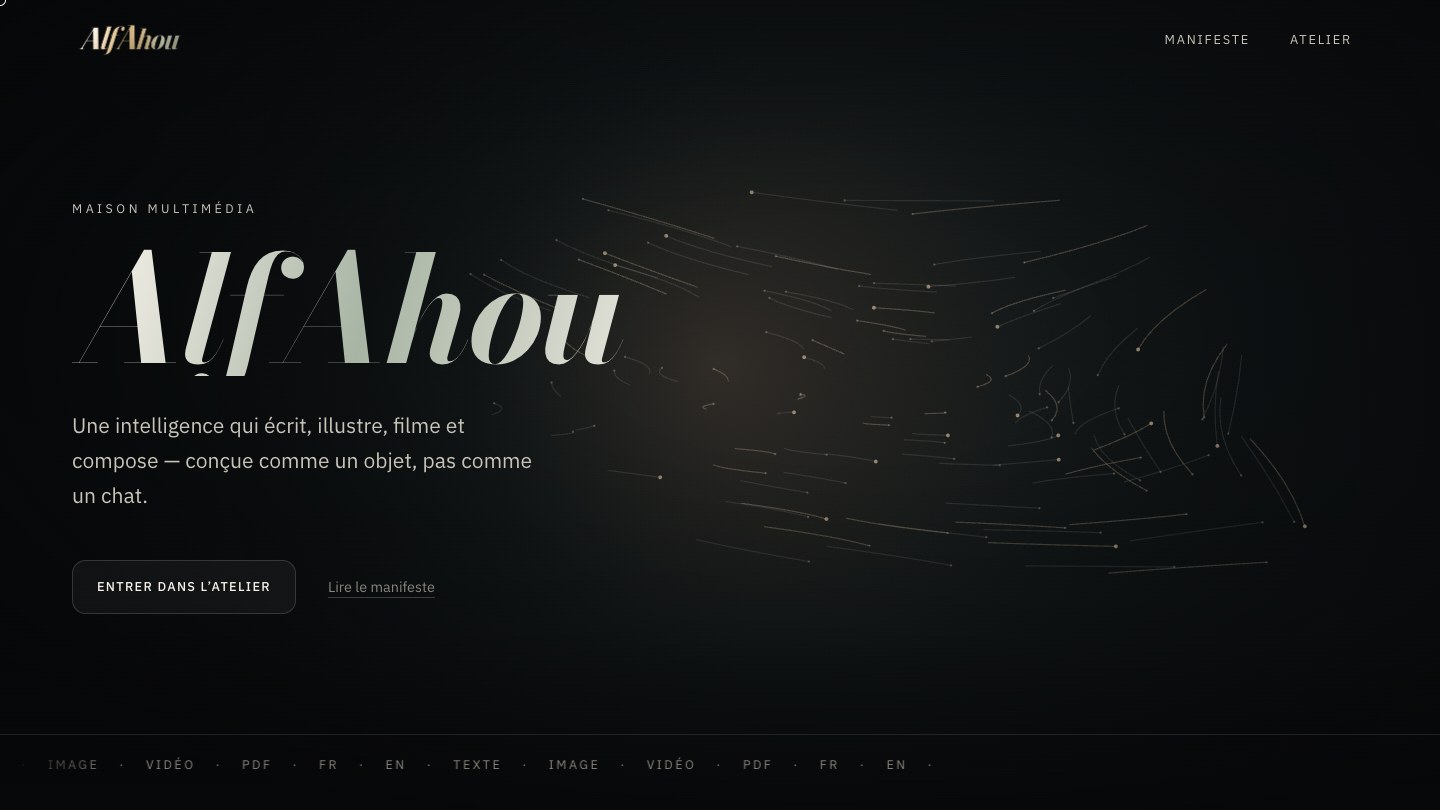 AlfAhou
MANIFESTE ATELIER
MAISON MULTIMÉDIA
AlfAhou
Une intelligence qui écrit, illustre, filme et
compose — conçue comme un objet, pas comme
un chat.
ENTRER DANS L’ATELIER
Lire le manifeste
· IMAGE · VIDÉO · PDF · FR · EN · TEXTE · IMAGE · VIDÉO · PDF · FR · EN ·